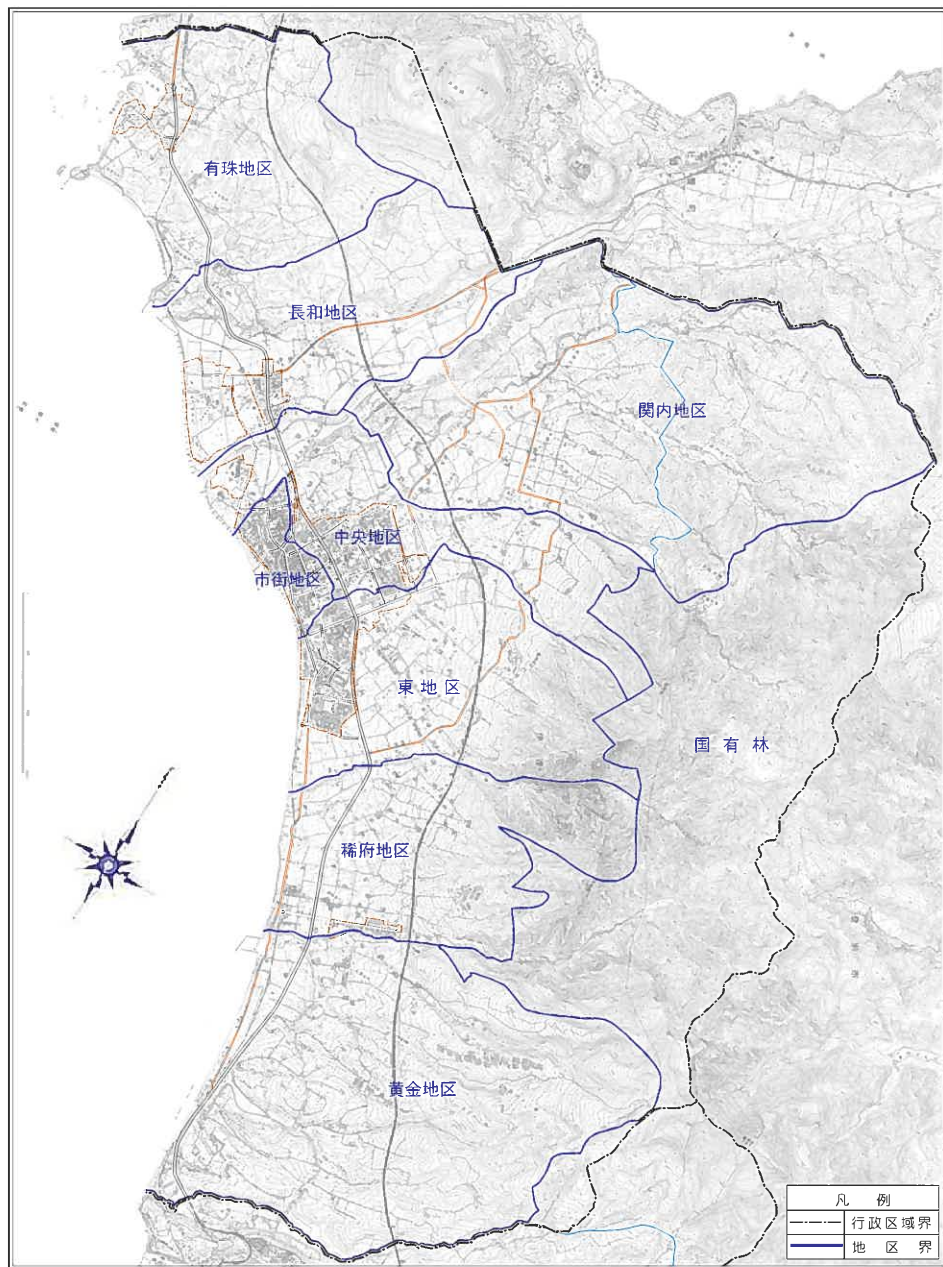 有珠地区
長和地区
関内地区
中央地区
市街地区
東地区
国有林
稀府地区
黄金地区
凡例
行政区域界
地区界